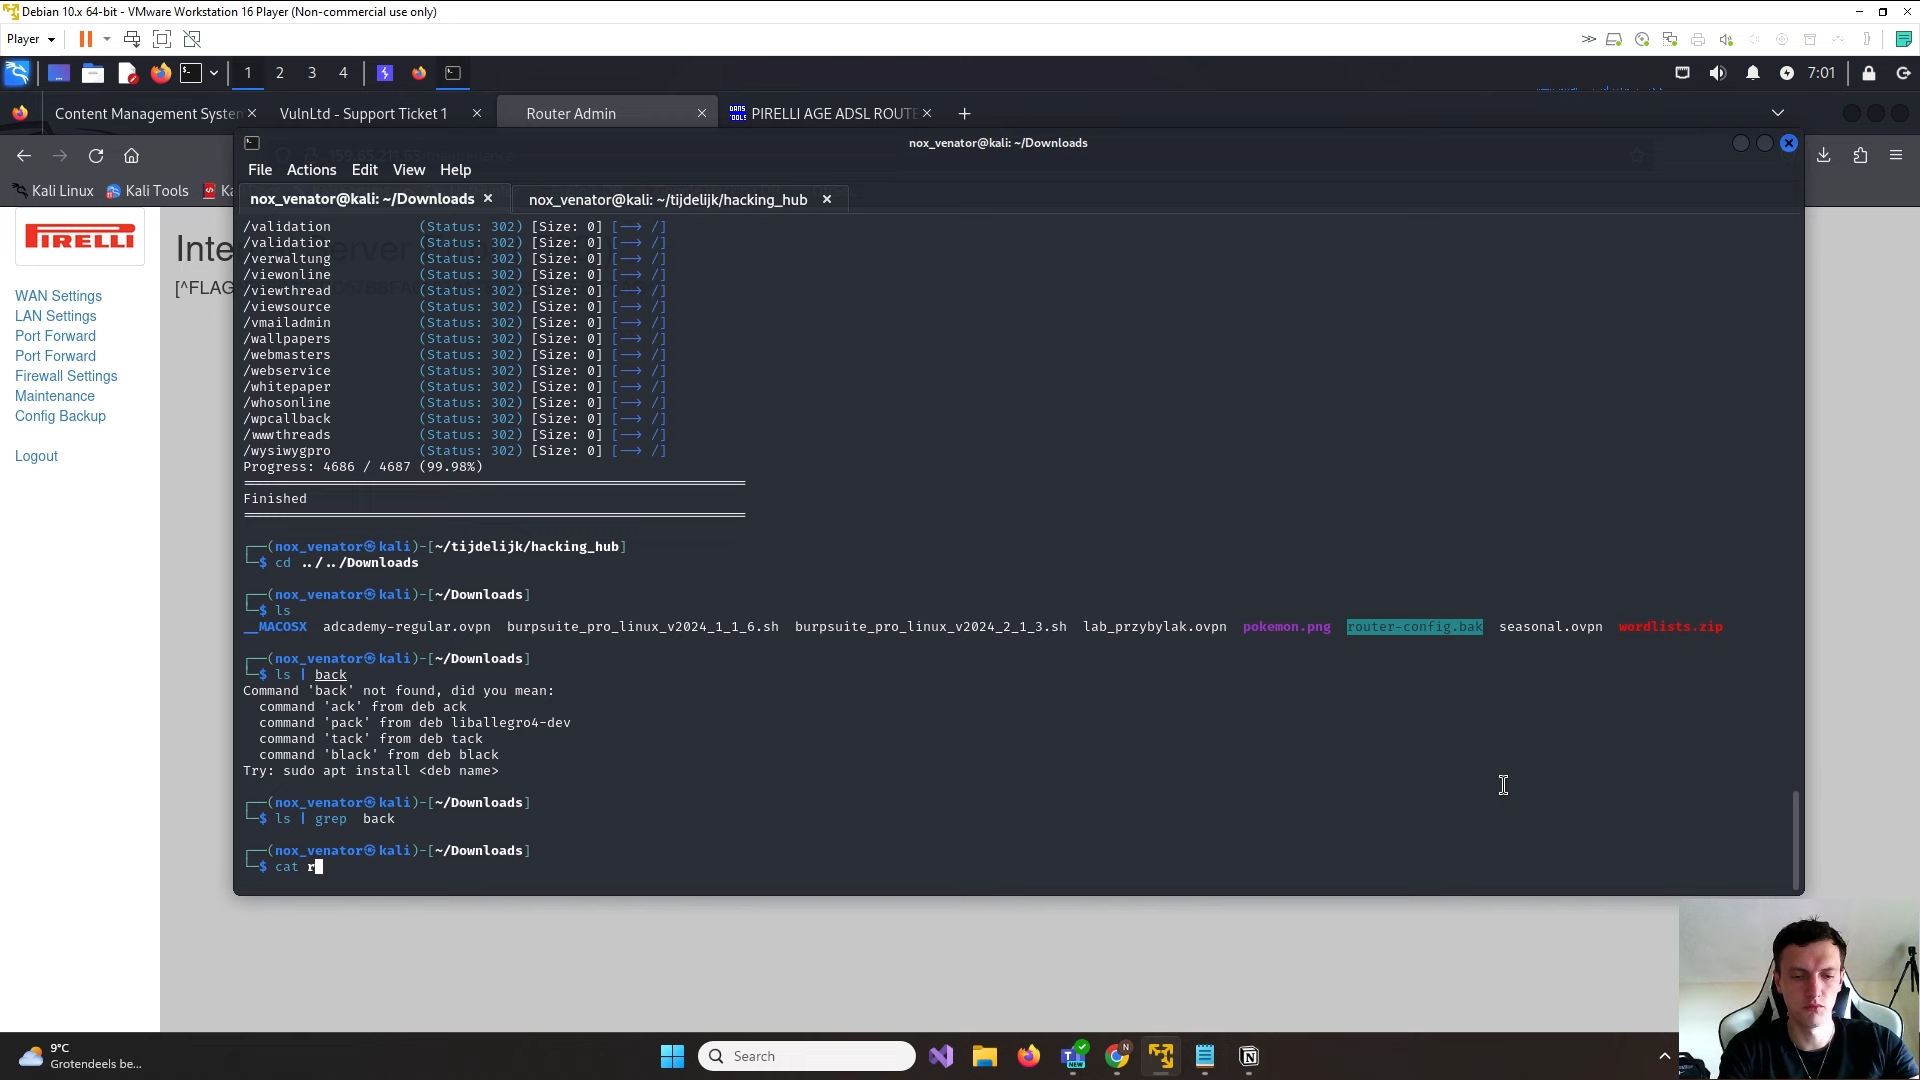 Debian 10.x 64-bit - VMware Workstation 16 Player (Non-commercial use only)
Player
1 2 3 4
7:01
Content Management System
VulnLtd - Support Ticket 1
Router Admin
PIRELLI AGE ADSL ROUTE
nox_venator@kali: ~/Downloads
File Actions Edit View Help
Kali Linux Kali Tools
nox_venator@kali: ~/Downloads
nox_venator@kali: ~/tijdelijk/hacking_hub
IRELLI
WAN Settings
LAN Settings
Port Forward
Port Forward
Firewall Settings
Maintenance
Config Backup
Logout
[^FLAG
/validation (Status: 302) [Size: 0] [--> /]
/validatior (Status: 302) [Size: 0] [--> /]
/verwaltung (Status: 302) [Size: 0] [--> /]
/viewonline (Status: 302) [Size: 0] [--> /]
/viewthread (Status: 302) [Size: 0] [--> /]
/viewsource (Status: 302) [Size: 0] [--> /]
/vmailadmin (Status: 302) [Size: 0] [--> /]
/wallpapers (Status: 302) [Size: 0] [--> /]
/webmasters (Status: 302) [Size: 0] [--> /]
/webservice (Status: 302) [Size: 0] [--> /]
/whitepaper (Status: 302) [Size: 0] [--> /]
/whosonline (Status: 302) [Size: 0] [--> /]
/wpcallback (Status: 302) [Size: 0] [--> /]
/wwwthreads (Status: 302) [Size: 0] [--> /]
/wysiwygpro (Status: 302) [Size: 0] [--> /]
Progress: 4686 / 4687 (99.98%)
Finished
┌──(nox_venator㉿kali)-[~/tijdelijk/hacking_hub]
└─$ cd ../../Downloads
┌──(nox_venator㉿kali)-[~/Downloads]
└─$ ls
__MACOSX adcademy-regular.ovpn burpsuite_pro_linux_v2024_1_1_6.sh burpsuite_pro_linux_v2024_2_1_3.sh lab_przybylak.ovpn pokemon.png router-config.bak seasonal.ovpn wordlists.zip
┌──(nox_venator㉿kali)-[~/Downloads]
└─$ ls | back
Command 'back' not found, did you mean:
command 'ack' from deb ack
command 'pack' from deb liballegro4-dev
command 'tack' from deb tack
command 'black' from deb black
Try: sudo apt install <deb name>
┌──(nox_venator㉿kali)-[~/Downloads]
└─$ ls | grep  back
┌──(nox_venator㉿kali)-[~/Downloads]
└─$ cat r
9°C
Grotendeels be...
Search